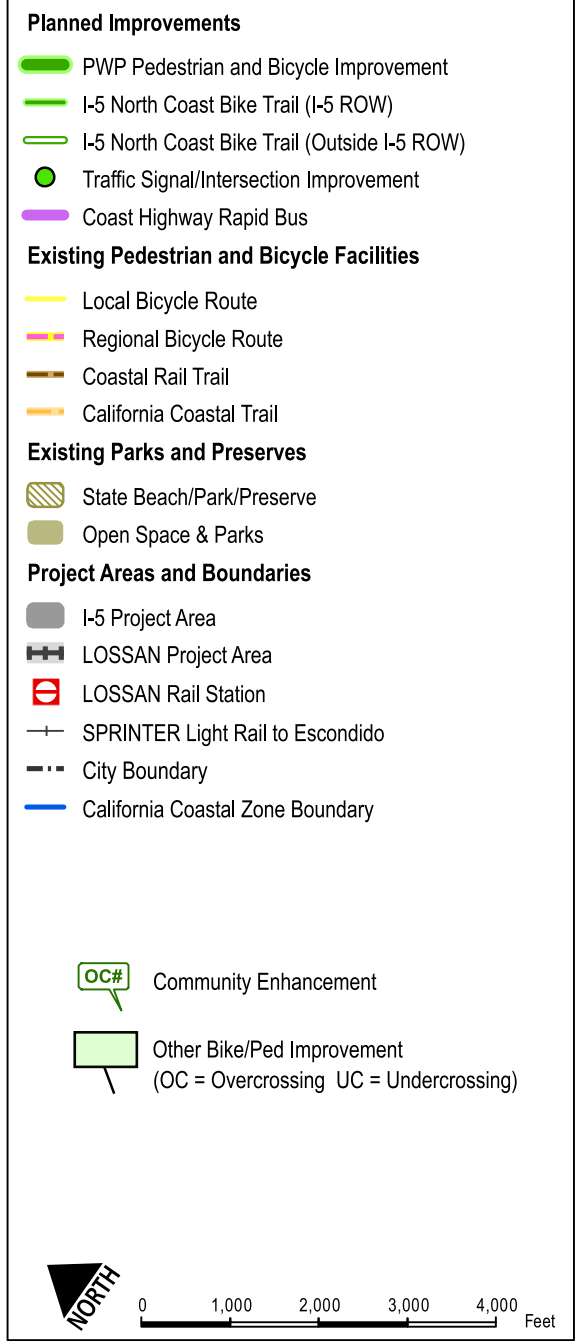 Planned Improvements
PWP Pedestrian and Bicycle Improvement
I-5 North Coast Bike Trail (I-5 ROW)
I-5 North Coast Bike Trail (Outside I-5 ROW)
Traffic Signal/Intersection Improvement
Coast Highway Rapid Bus
Existing Pedestrian and Bicycle Facilities
Local Bicycle Route
Regional Bicycle Route
Coastal Rail Trail
California Coastal Trail
Existing Parks and Preserves
State Beach/Park/Preserve
Open Space & Parks
Project Areas and Boundaries
I-5 Project Area
LOSSAN Project Area
LOSSAN Rail Station
SPRINTER Light Rail to Escondido
City Boundary
California Coastal Zone Boundary
OC# Community Enhancement
Other Bike/Ped Improvement
(OC = Overcrossing UC = Undercrossing)
NORTH
0 1,000 2,000 3,000 4,000
Feet